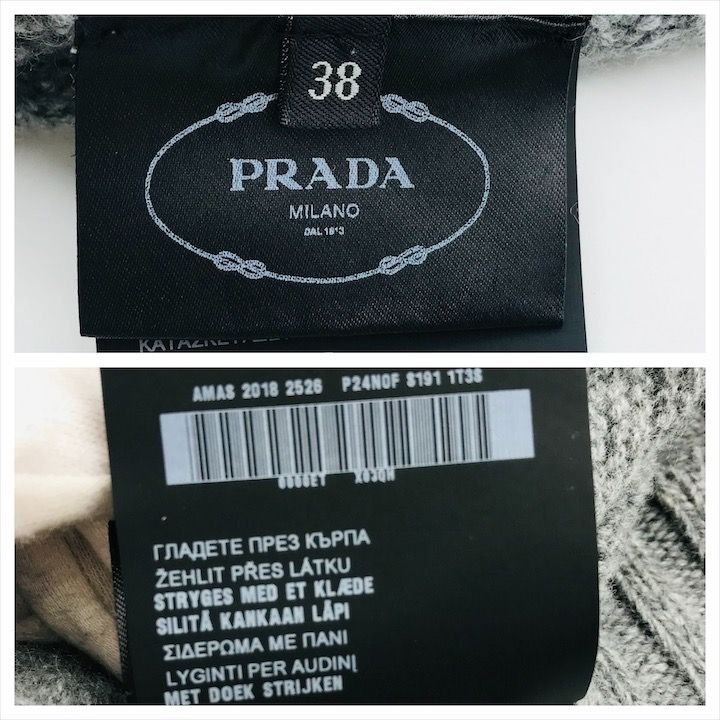 38
PRADA
MILANO
DAL 1913
AMAS 2018 2526 P24N0F S191 1T3S
ГЛАДЕТЕ ПРЕЗ КЪРПА
ŽEHLIT PŘES LÁTKU
STRYGES MED ET KLÆDE
SILITÄ KANKAAN LÄPI
ΣΙΔΕΡΩΜΑ ΜΕ ΠΑΝΙ
LYGINTI PER AUDINĮ
MET DOEK STRIJKEN